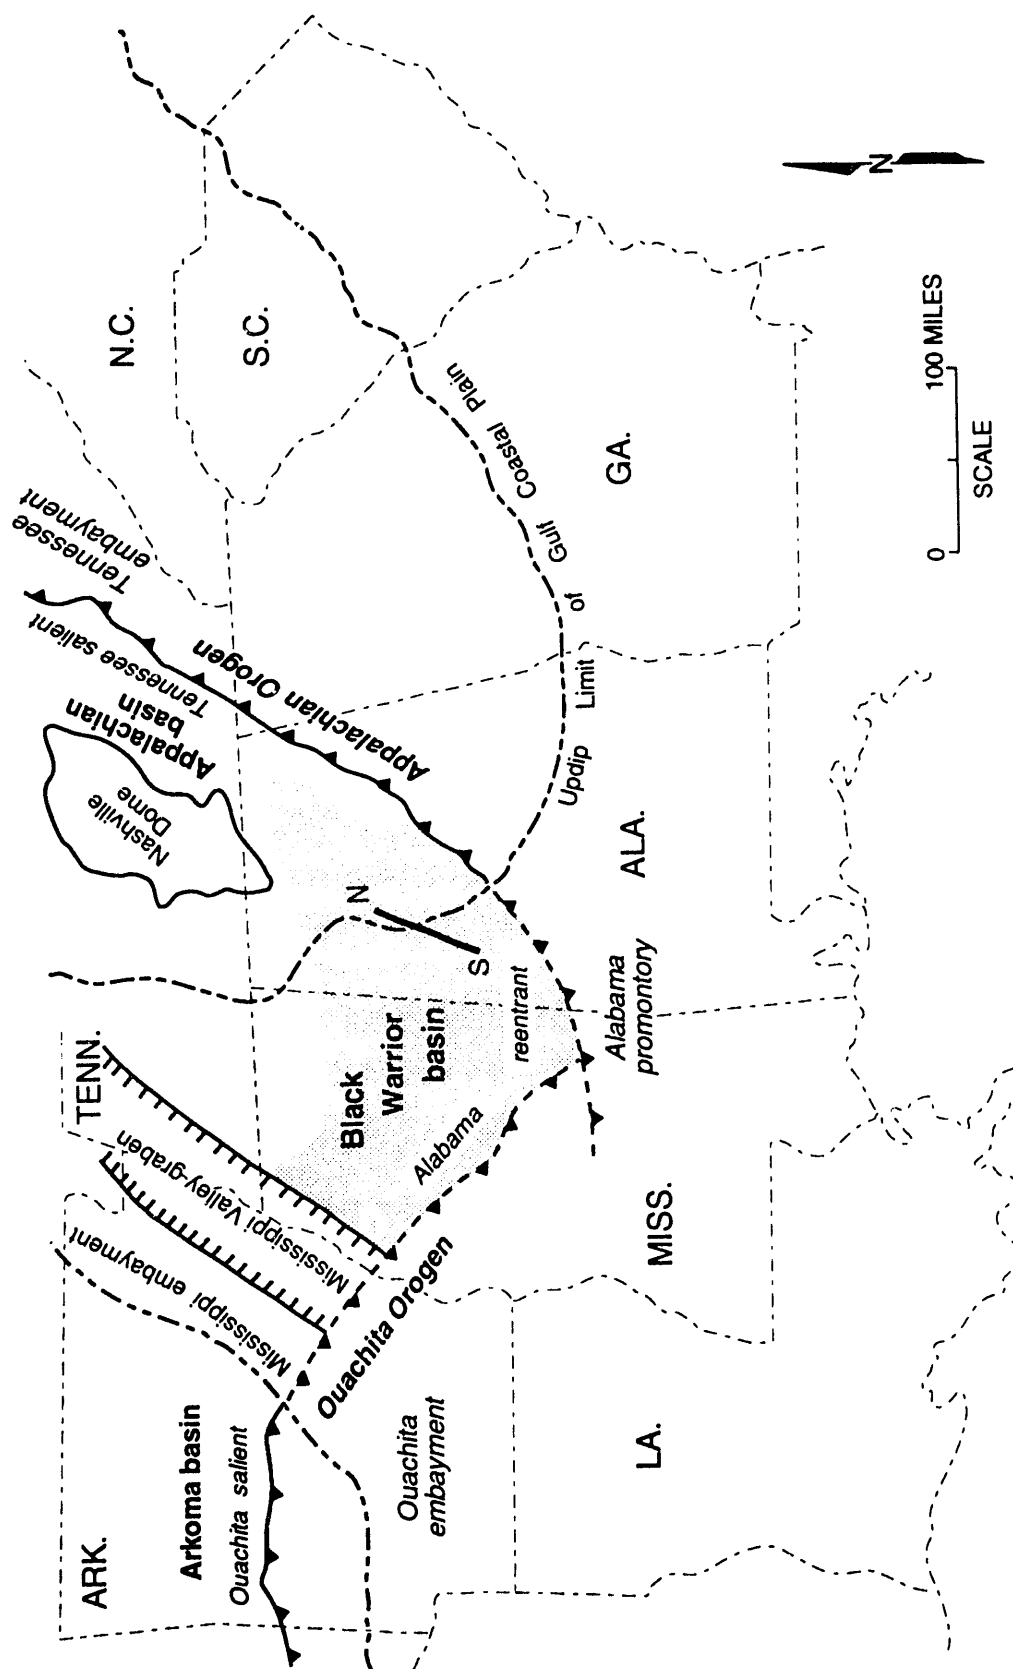 ARK.
TENN.
N.C.
S.C.
Tennessee
embayment
Tennessee salient
Appalachian
basin
Nashville
Dome
Appalachian Orogen
Mississippi embayment
Mississippi Valley-graben
Arkoma basin
Ouachita salient
Black
Warrior
basin
N
S
Ouachita Orogen
Alabama
reentrant
Ouachita
embayment
Alabama
promontory
Updip Limit of Gulf Coastal Plain
LA.
MISS.
ALA.
GA.
N
0 100 MILES
SCALE